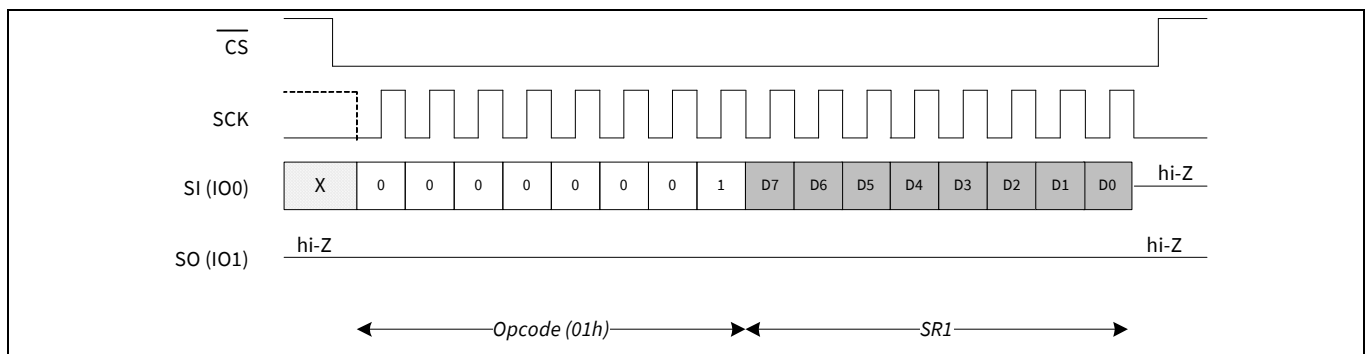 CS
SCK
SI (IO0) X 0 0 0 0 0 0 0 1 D7 D6 D5 D4 D3 D2 D1 D0 hi-Z
SO (IO1) hi-Z hi-Z
Opcode (01h) SR1